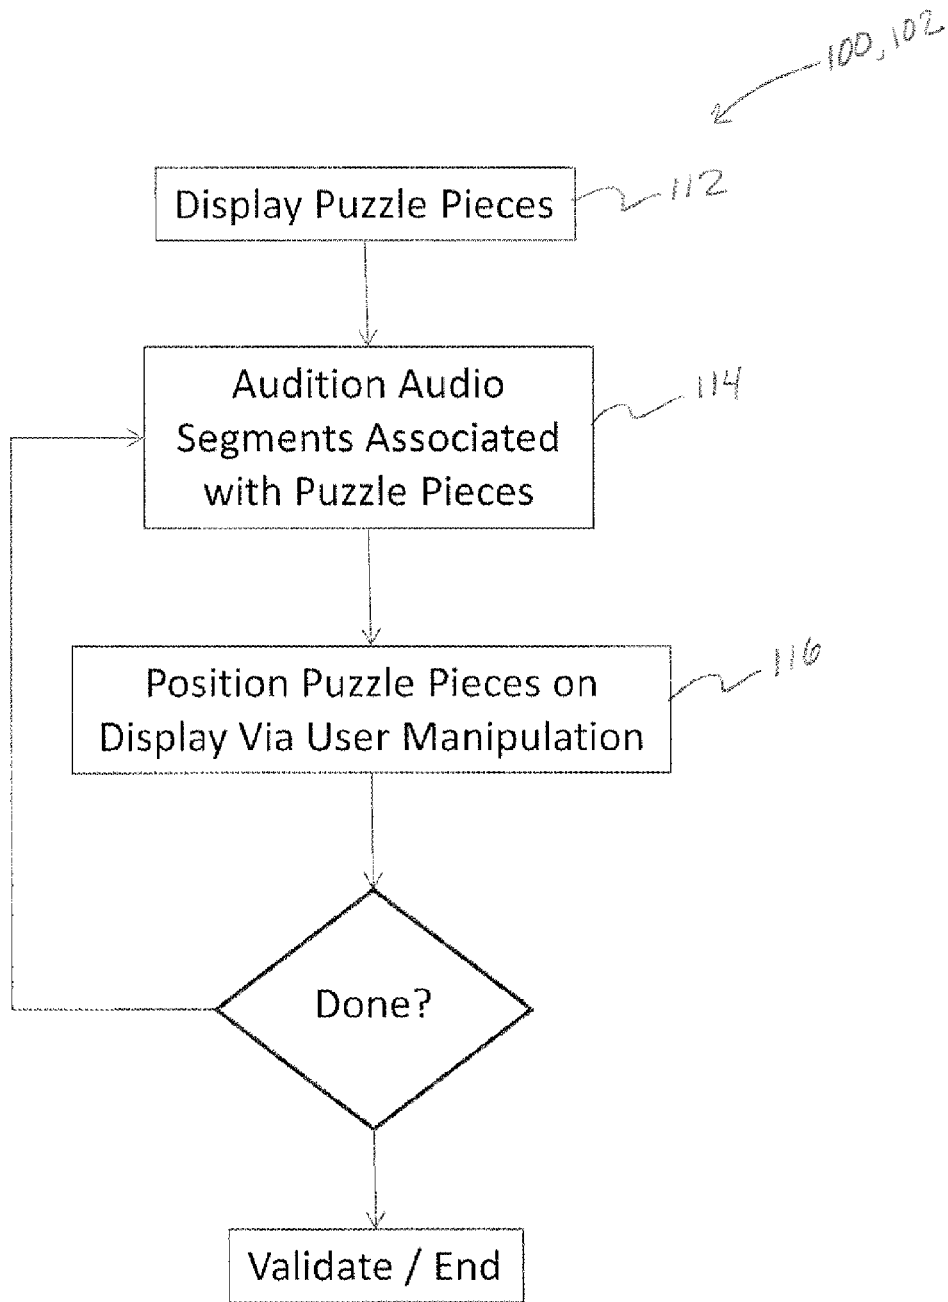 100, 102
Display Puzzle Pieces
112
Audition Audio
Segments Associated
with Puzzle Pieces
114
Position Puzzle Pieces on
Display Via User Manipulation
116
Done?
Validate / End